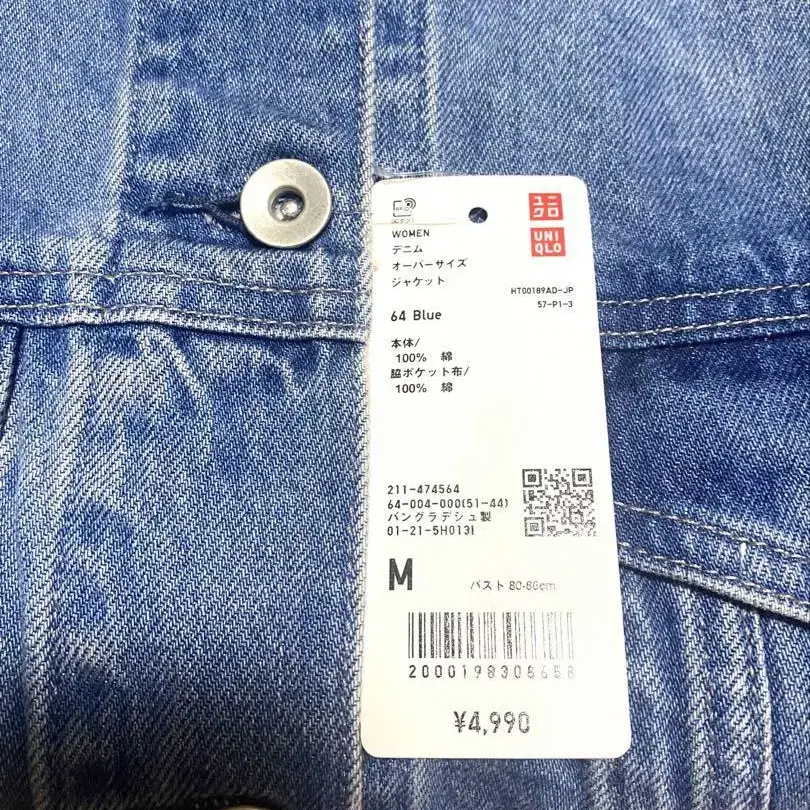 ユニ
クロ
UNI
QLO
WOMEN
デニム
オーバーサイズ
ジャケット
HT00189AD-JP
57-P1-3
64 Blue
本体/
100% 綿
脇ポケット布/
100% 綿
211-474564
64-004-000(51-44)
バングラデシュ製
01-21-5H013I
M
バスト 80-86cm
2000198308658
¥4,990